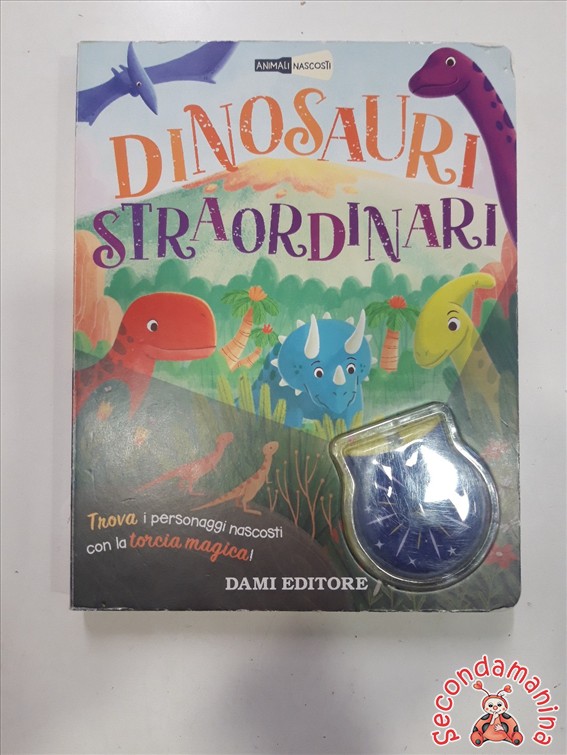 ANIMALI NASCOSTI
DINOSAURI
STRAORDINARI
Trova i personaggi nascosti
con la torcia magica!
DAMI EDITORE
Secondamanina